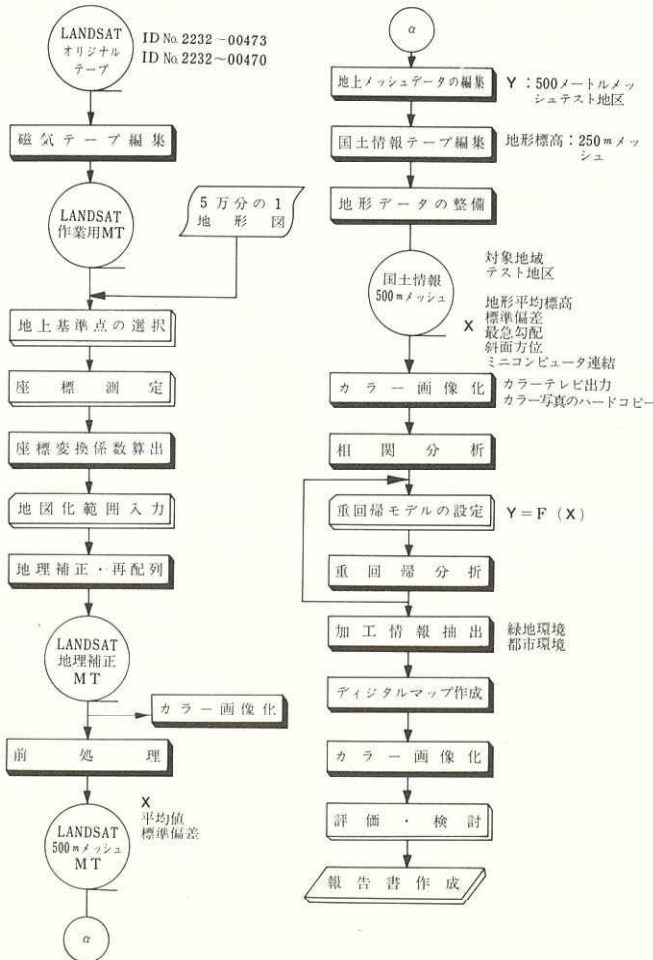 LANDSAT
オリジナル
テープ
ID No.2232−00473
ID No.2232〜00470
磁気テープ編集
LANDSAT
作業用MT
5万分の1
地形図
地上基準点の選択
座標測定
座標変換係数算出
地図化範囲入力
地理補正・再配列
LANDSAT
地理補正
MT
カラー画像化
前処理
LANDSAT
500mメッシュ
MT
X
平均値
標準偏差
α
α
地上メッシュデータの編集
Y：500メートルメッ
シュテスト地区
国土情報テープ編集
地形標高：250mメッ
シュ
地形データの整備
国土情報
500mメッシュ
対象地域
テスト地区
X
地形平均標高
標準偏差
最急勾配
斜面方位
ミニコンピュータ連結
カラー画像化
カラーテレビ出力
カラー写真のハードコピー
相関分析
重回帰モデルの設定
Y＝F（X）
重回帰分折
加工情報抽出
緑地環境
都市環境
ディジタルマップ作成
カラー画像化
評価・検討
報告書作成